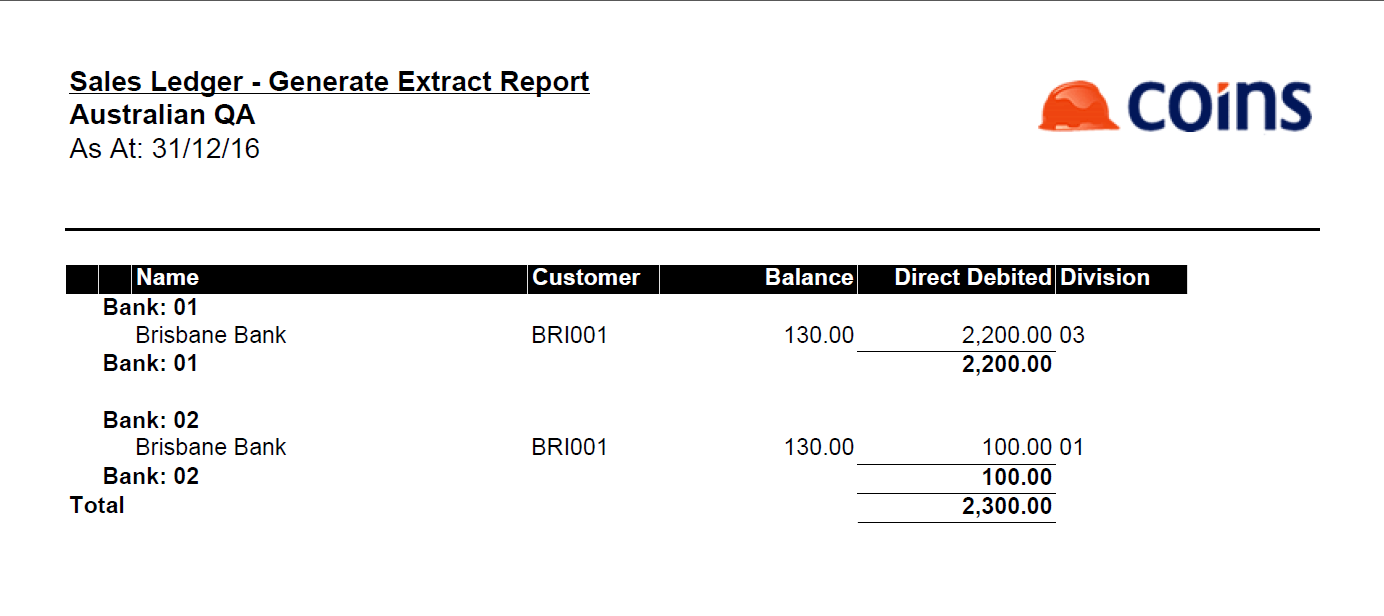 Sales Ledger - Generate Extract Report
Australian QA
As At: 31/12/16
coins
Name Customer Balance Direct Debited Division
Bank: 01
Brisbane Bank BRI001 130.00 2,200.00 03
Bank: 01 2,200.00
Bank: 02
Brisbane Bank BRI001 130.00 100.00 01
Bank: 02 100.00
Total 2,300.00